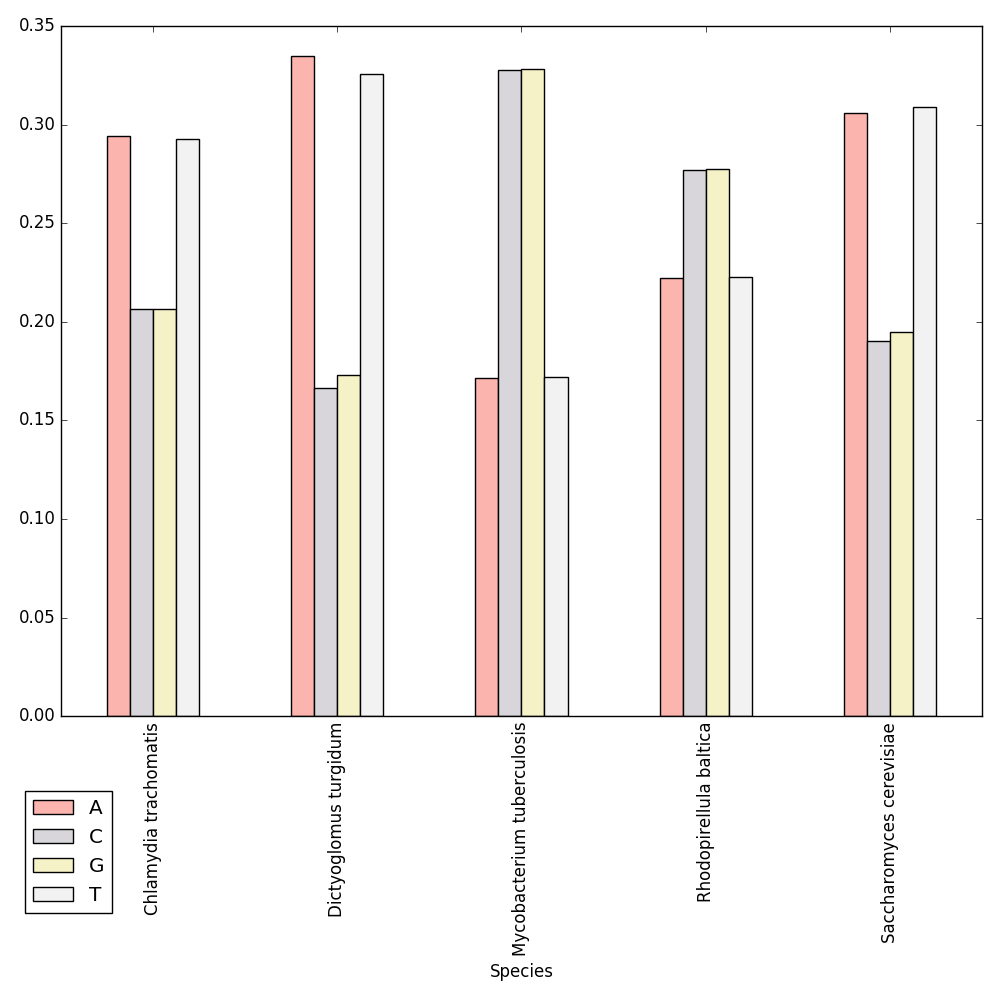 0.35
0.30
0.25
0.20
0.15
0.10
0.05
0.00
Chlamydia trachomatis
Dictyoglomus turgidum
Mycobacterium tuberculosis
Rhodopirellula baltica
Saccharomyces cerevisiae
A
C
G
T
Species